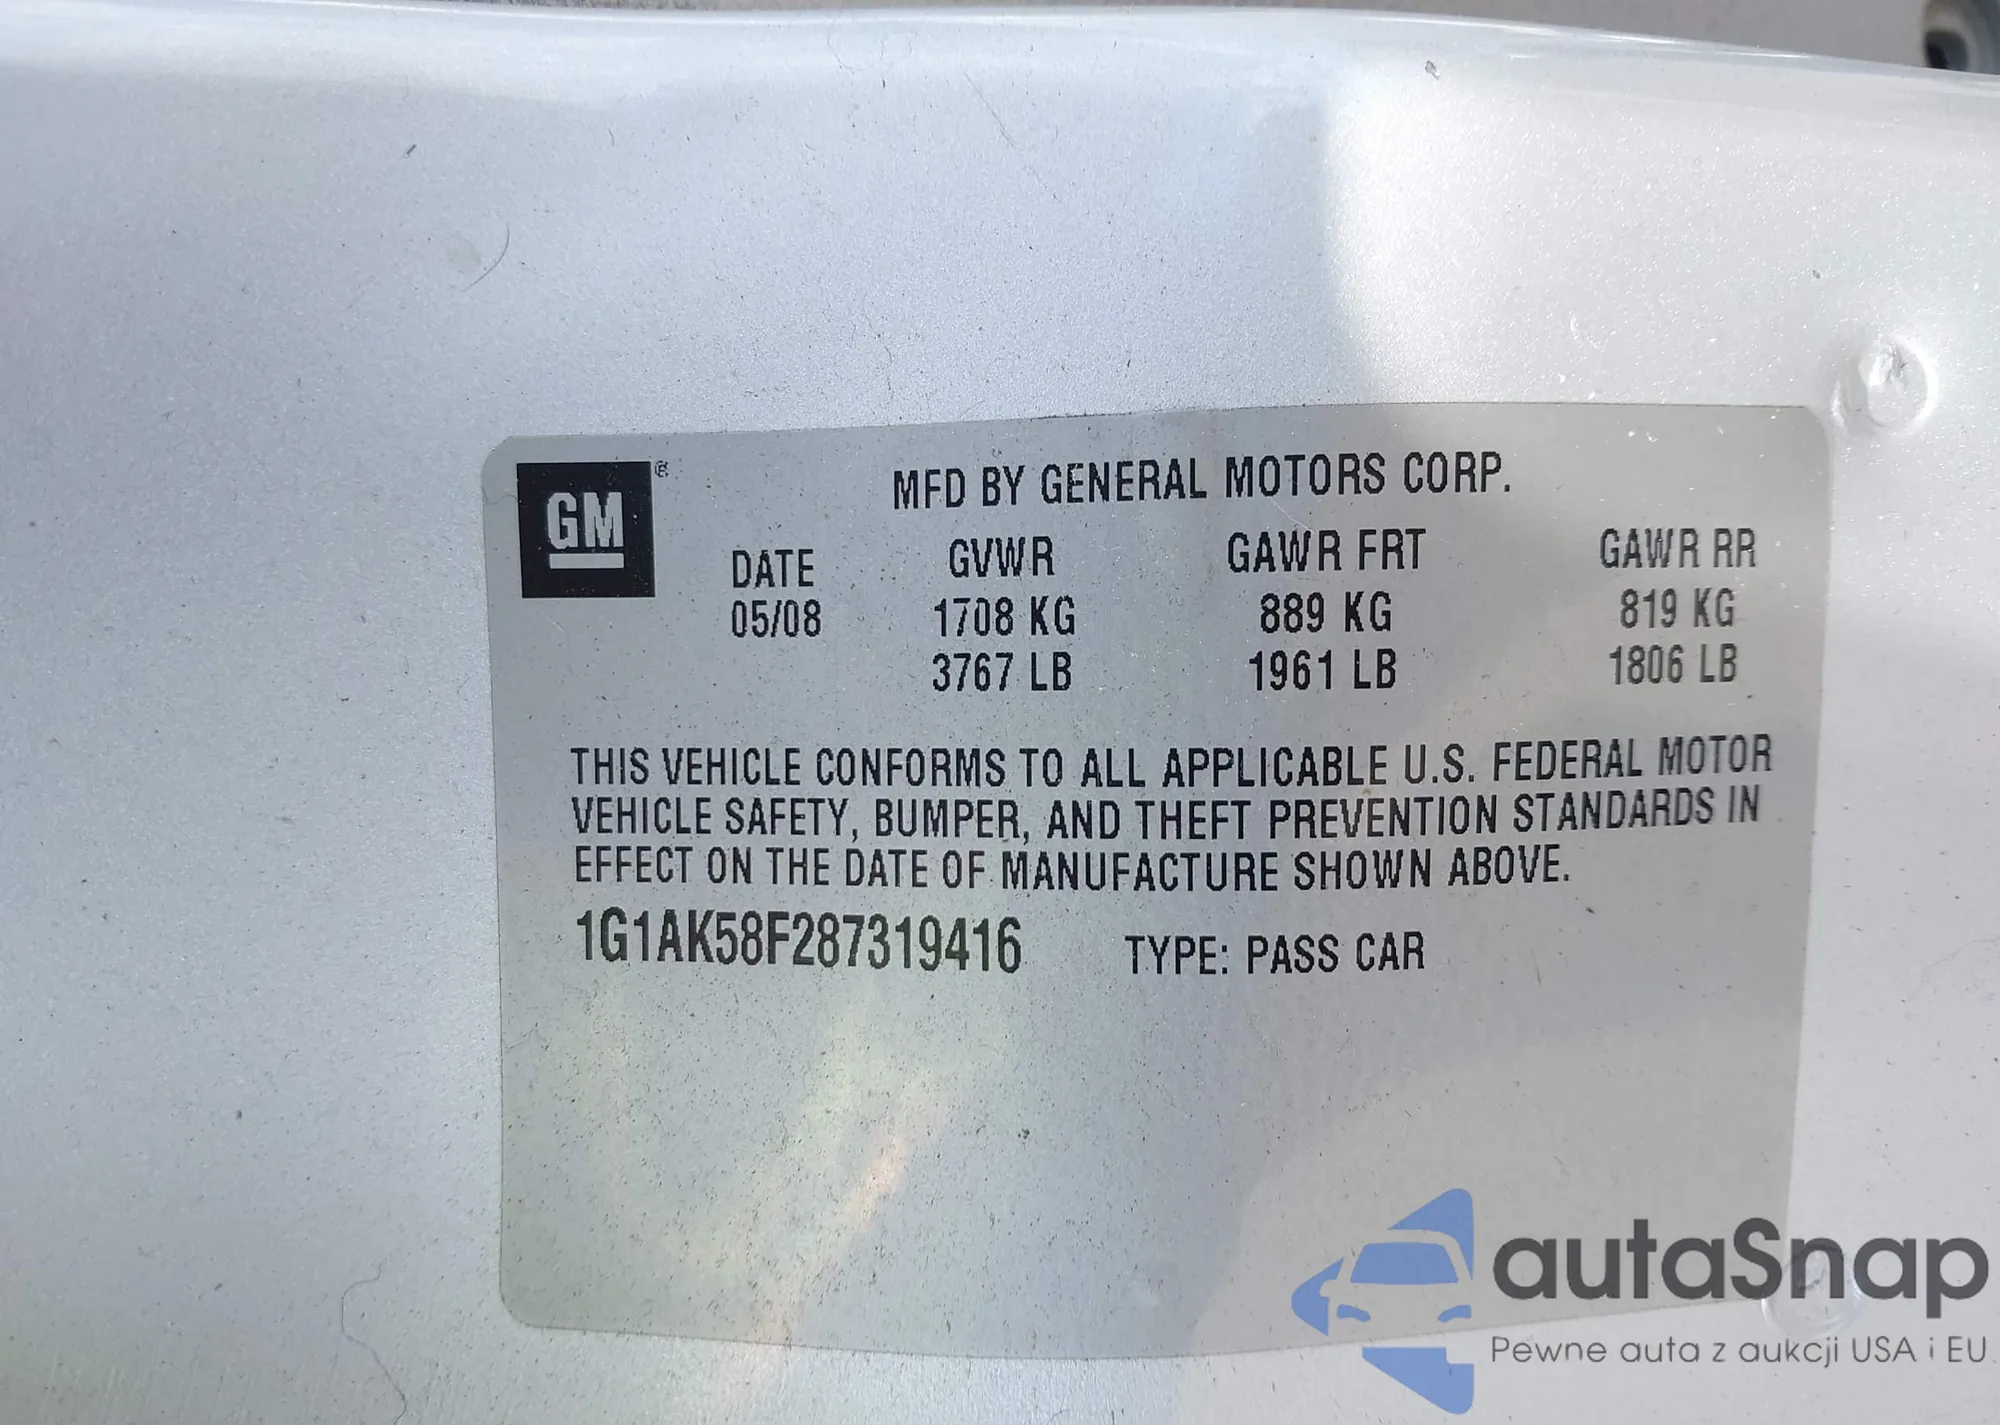 GM®
MFD BY GENERAL MOTORS CORP.
DATE GVWR GAWR FRT GAWR RR
05/08 1708 KG 889 KG 819 KG
3767 LB 1961 LB 1806 LB
THIS VEHICLE CONFORMS TO ALL APPLICABLE U.S. FEDERAL MOTOR
VEHICLE SAFETY, BUMPER, AND THEFT PREVENTION STANDARDS IN
EFFECT ON THE DATE OF MANUFACTURE SHOWN ABOVE.
1G1AK58F287319416 TYPE: PASS CAR
autaSnap
Pewne auta z aukcji USA i EU